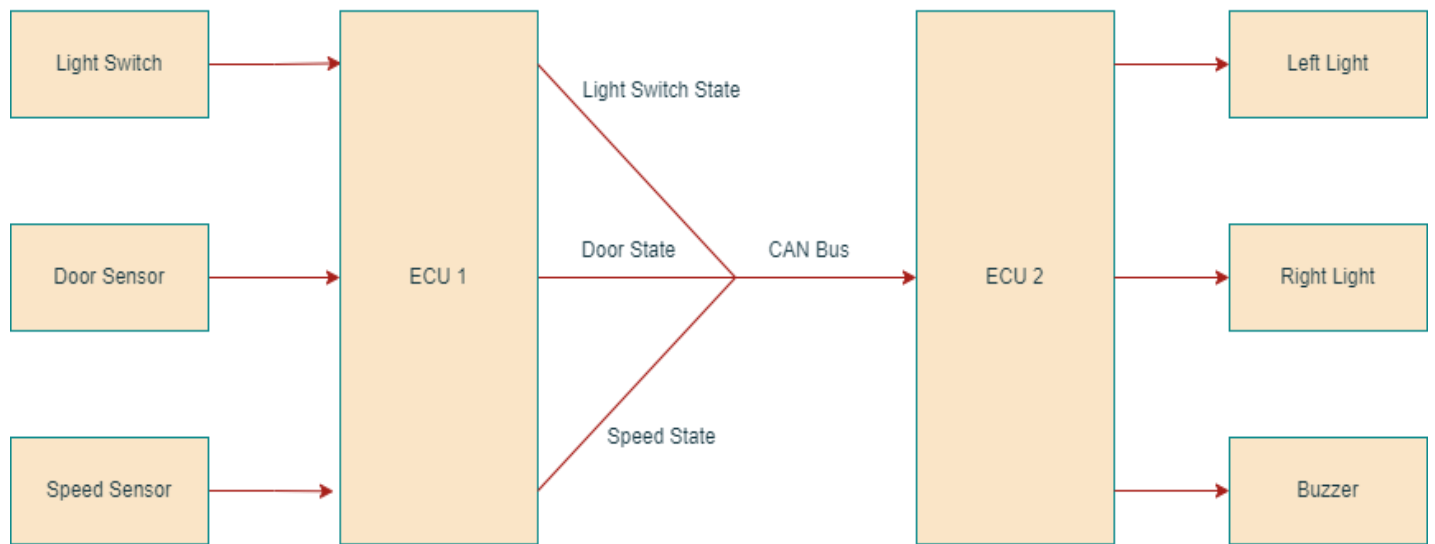 Light Switch
Left Light
Light Switch State
Door State
CAN Bus
Door Sensor
ECU 1
ECU 2
Right Light
Speed State
Speed Sensor
Buzzer